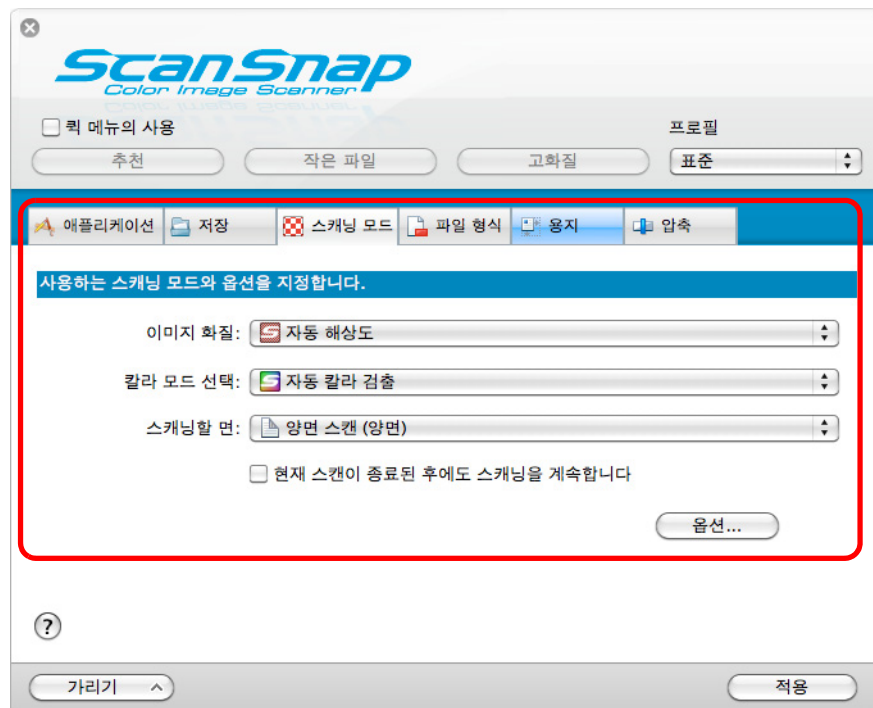 ScanSnap
Color Image Scanner
퀵 메뉴의 사용
프로필
추천
작은 파일
고화질
표준
애플리케이션
저장
스캐닝 모드
파일 형식
용지
압축
사용하는 스캐닝 모드와 옵션을 지정합니다.
이미지 화질: 자동 해상도
칼라 모드 선택: 자동 칼라 검출
스캐닝할 면: 양면 스캔 (양면)
현재 스캔이 종료된 후에도 스캐닝을 계속합니다
옵션...
?
가리기
적용